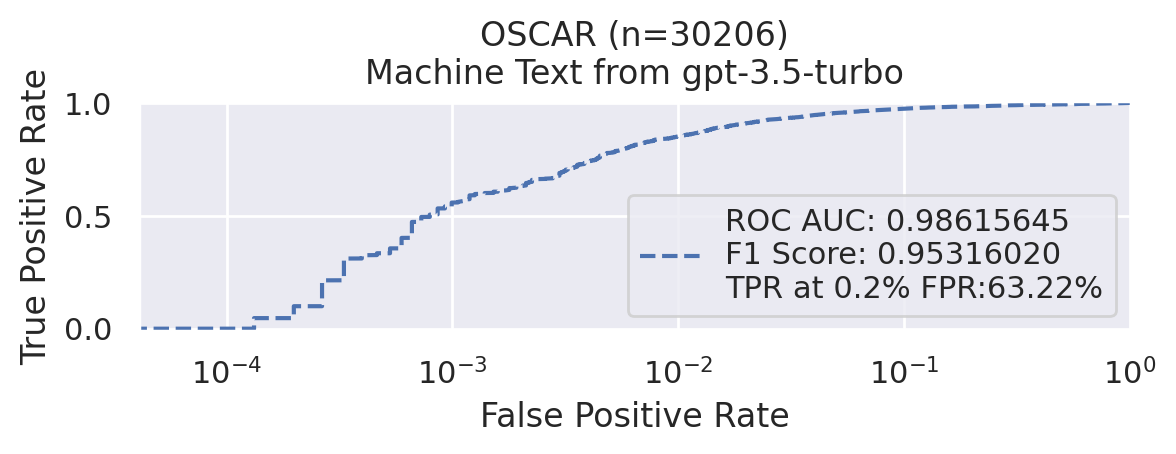 OSCAR (n=30206)
Machine Text from gpt-3.5-turbo
True Positive Rate
1.0
0.5
0.0
ROC AUC: 0.98615645
F1 Score: 0.95316020
TPR at 0.2% FPR:63.22%
10⁻⁴ 10⁻³ 10⁻² 10⁻¹ 10⁰
False Positive Rate